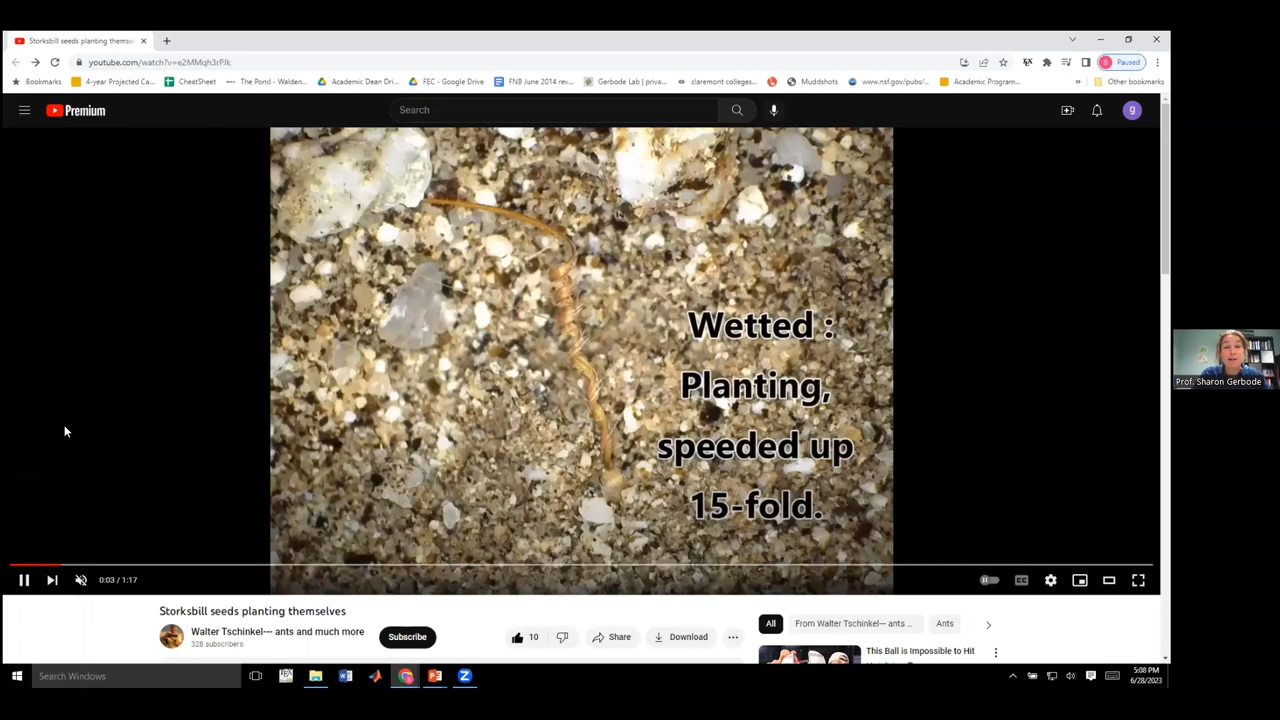 Storksbill seeds planting themse
youtube.com/watch?v=e2MMqh3rPJk
Paused
Bookmarks
4-year Projected Ca...
CheatSheet
The Pond - Walden...
Academic Dean Dri...
FEC - Google Drive
FNB June 2014 rev...
Gerbode Lab | priva...
claremont colleges...
Muddshots
www.nsf.gov/pubs/...
Academic Program...
»
Other bookmarks
Premium
Search
g
Wetted :
Planting,
speeded up
15-fold.
Prof. Sharon Gerbode
0:03 / 1:17
CC
Storksbill seeds planting themselves
Walter Tschinkel--- ants and much more
328 subscribers
Subscribe
10
Share
Download
All
From Walter Tschinkel— ants ...
Ants
This Ball is Impossible to Hit
Search Windows
5:08 PM
6/28/2023